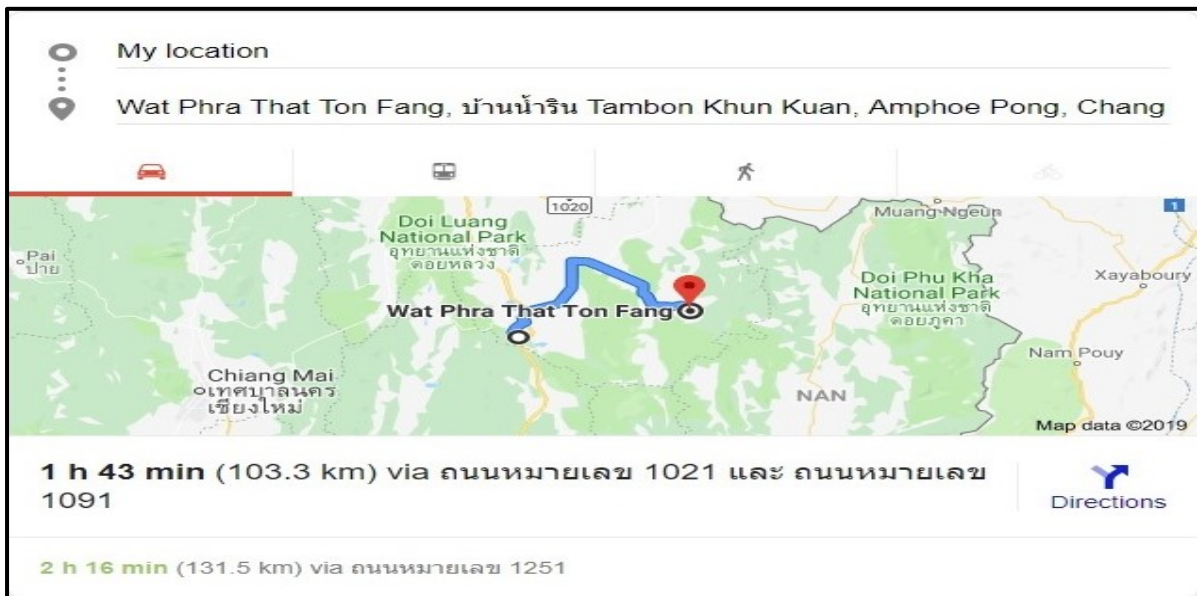 My location
Wat Phra That Ton Fang, บ้านน้ำริน Tambon Khun Kuan, Amphoe Pong, Chang
1020
Muang Ngeun
1
Doi Luang
National Park
อุทยานแห่งชาติ
ดอยหลวง
Pai
ปาย
Doi Phu Kha
National Park
อุทยานแห่งชาติ
ดอยภูคา
Xayaboury
Wat Phra That Ton Fang
Nam Pouy
Chiang Mai
เทศบาลนคร
เชียงใหม่
NAN
Map data ©2019
1 h 43 min (103.3 km) via ถนนหมายเลข 1021 และ ถนนหมายเลข
1091
Directions
2 h 16 min (131.5 km) via ถนนหมายเลข 1251